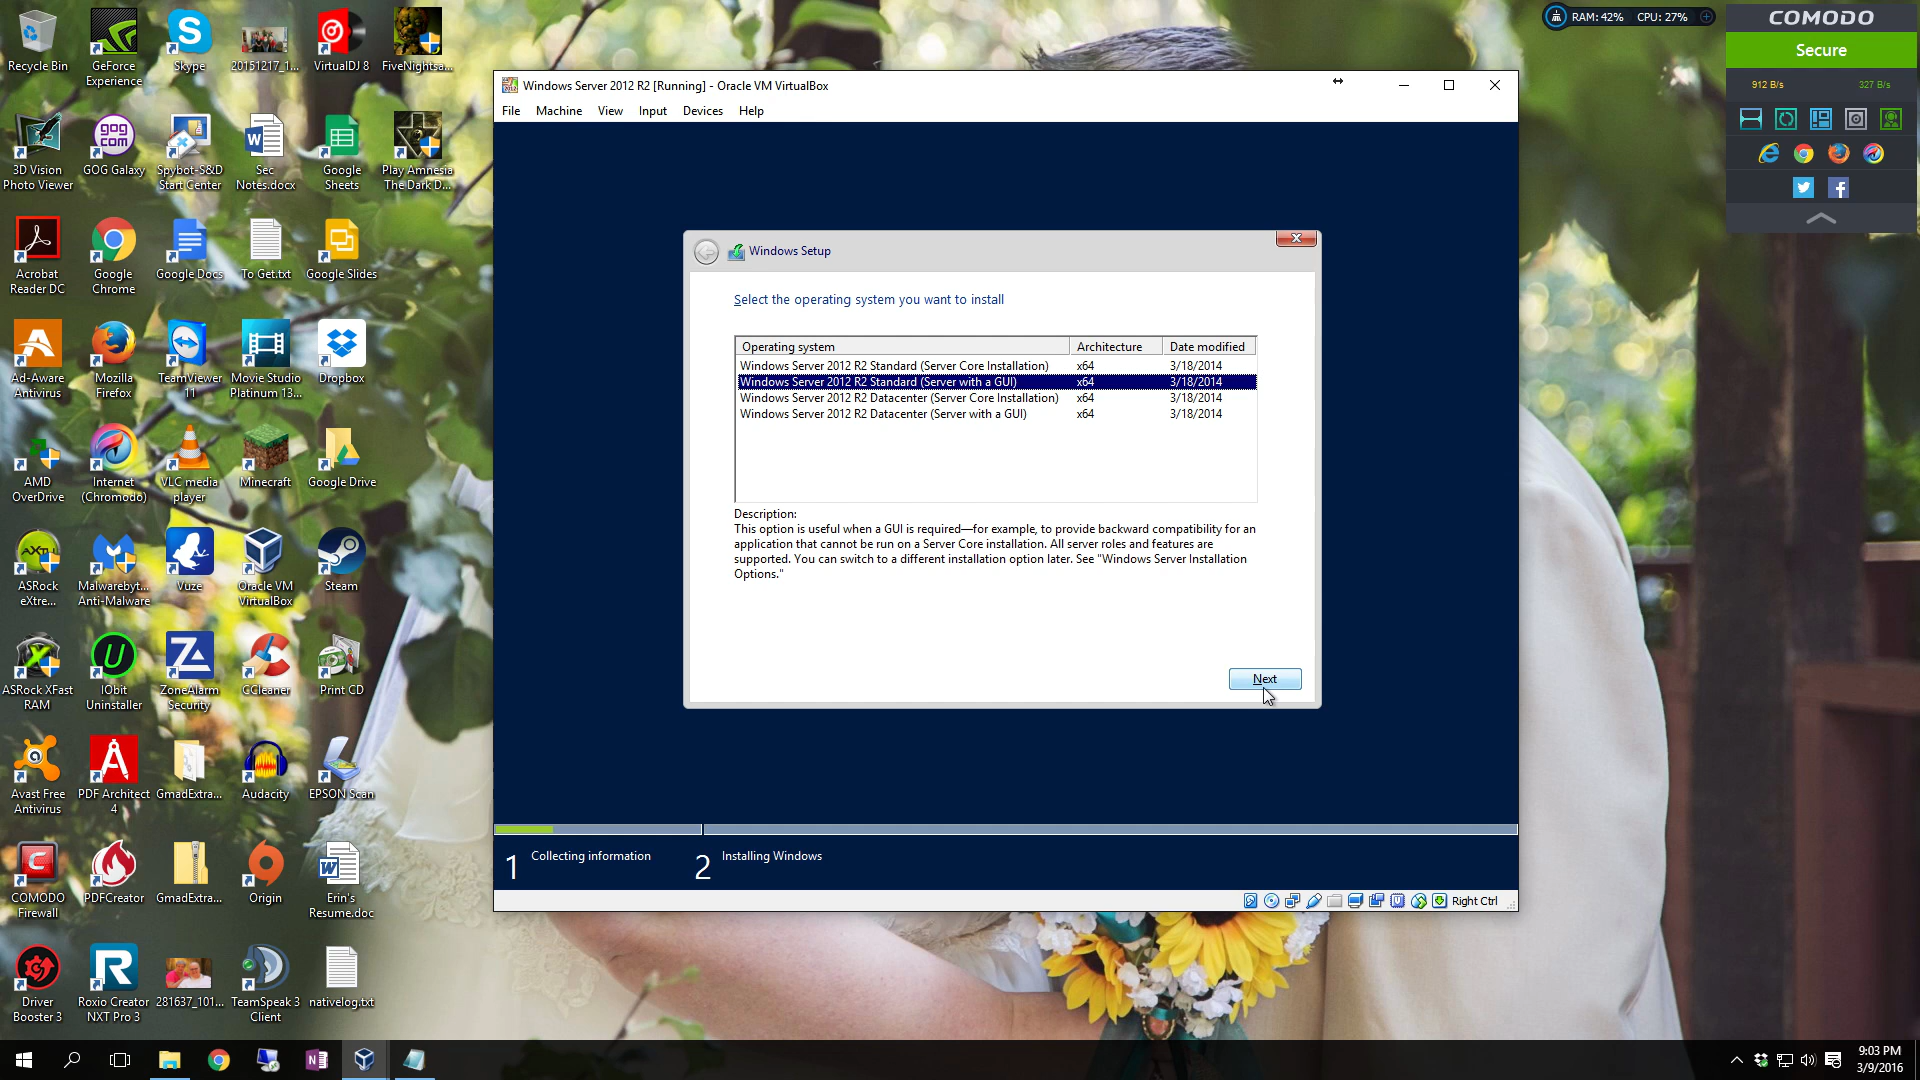 Recycle Bin
GeForce
Experience
Skype
20151217_1...
VirtualDJ 8
FiveNightsa...
3D Vision
Photo Viewer
GOG Galaxy
Spybot-S&D
Start Center
Sec
Notes.docx
Google
Sheets
Play Amnesia
The Dark D...
Acrobat
Reader DC
Google
Chrome
Google Docs
To Get.txt
Google Slides
Ad-Aware
Antivirus
Mozilla
Firefox
TeamViewer
11
Movie Studio
Platinum 13...
Dropbox
AMD
OverDrive
Internet
(Chromodo)
VLC media
player
Minecraft
Google Drive
ASRock
eXtre...
Malwarebyt...
Anti-Malware
Vuze
Oracle VM
VirtualBox
Steam
ASRock XFast
RAM
IObit
Uninstaller
ZoneAlarm
Security
CCleaner
Print CD
Avast Free
Antivirus
PDF Architect
4
GmadExtra...
Audacity
EPSON Scan
COMODO
Firewall
PDFCreator
GmadExtra...
Origin
Erin's
Resume.doc
Driver
Booster 3
Roxio Creator
NXT Pro 3
281637_101...
TeamSpeak 3
Client
nativelog.txt
Windows Server 2012 R2 [Running] - Oracle VM VirtualBox
File Machine View Input Devices Help
Windows Setup
Select the operating system you want to install
Operating system Architecture Date modified
Windows Server 2012 R2 Standard (Server Core Installation) x64 3/18/2014
Windows Server 2012 R2 Standard (Server with a GUI) x64 3/18/2014
Windows Server 2012 R2 Datacenter (Server Core Installation) x64 3/18/2014
Windows Server 2012 R2 Datacenter (Server with a GUI) x64 3/18/2014
Description:
This option is useful when a GUI is required—for example, to provide backward compatibility for an
application that cannot be run on a Server Core installation. All server roles and features are
supported. You can switch to a different installation option later. See "Windows Server Installation
Options."
Next
1 Collecting information 2 Installing Windows
Right Ctrl
RAM: 42% CPU: 27%
COMODO
Secure
912 B/s 327 B/s
9:03 PM
3/9/2016